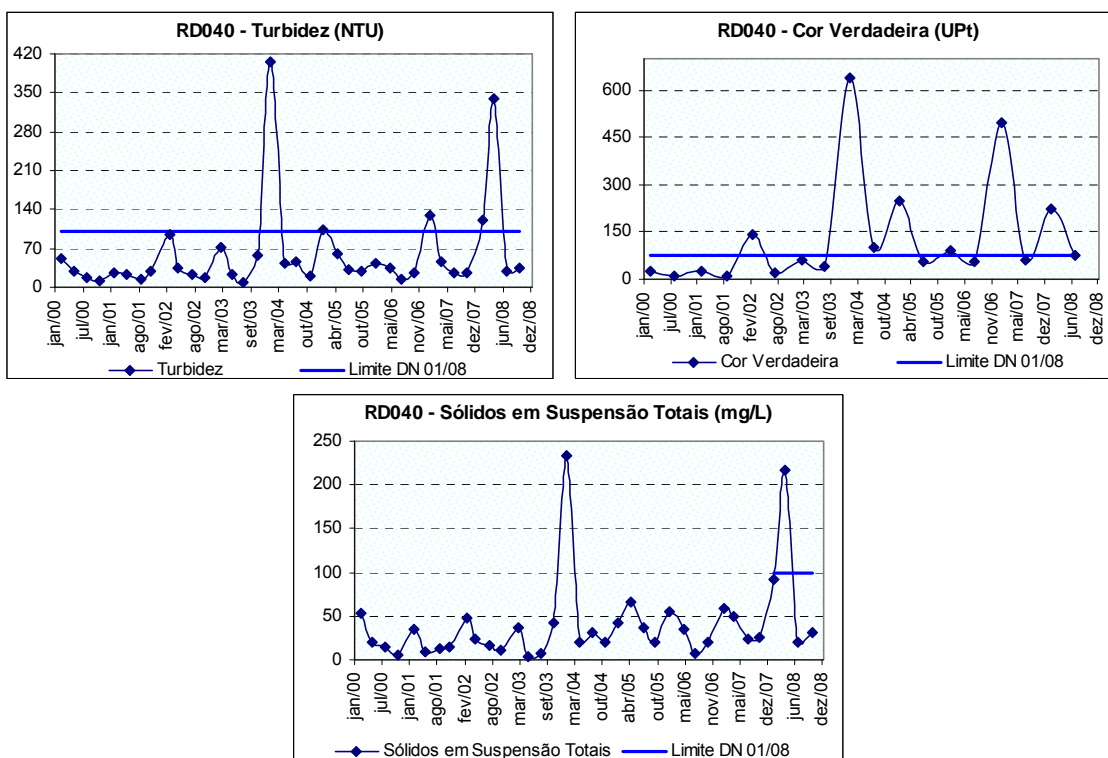 RD040 - Turbidez (NTU)
420
350
280
210
140
70
0
jan/00
jul/00
jan/01
ago/01
fev/02
ago/02
mar/03
set/03
mar/04
out/04
abr/05
out/05
mai/06
nov/06
mai/07
dez/07
jun/08
dez/08
Turbidez
Limite DN 01/08
RD040 - Cor Verdadeira (UPt)
600
450
300
150
0
jan/00
jul/00
jan/01
ago/01
fev/02
ago/02
mar/03
set/03
mar/04
out/04
abr/05
out/05
mai/06
nov/06
mai/07
dez/07
jun/08
dez/08
Cor Verdadeira
Limite DN 01/08
RD040 - Sólidos em Suspensão Totais (mg/L)
250
200
150
100
50
0
jan/00
jul/00
jan/01
ago/01
fev/02
ago/02
mar/03
set/03
mar/04
out/04
abr/05
out/05
mai/06
nov/06
mai/07
dez/07
jun/08
dez/08
Sólidos em Suspensão Totais
Limite DN 01/08